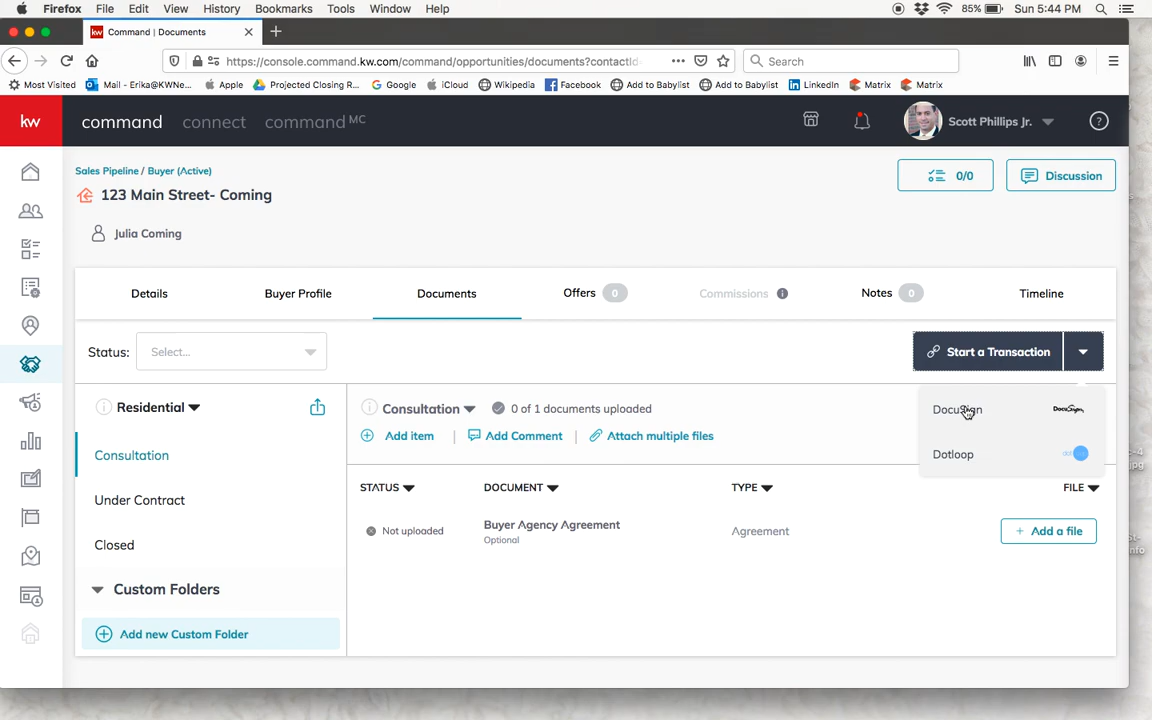 Firefox File Edit View History Bookmarks Tools Window Help 85% Sun 5:44 PM
kw Command | Documents
https://console.command.kw.com/command/opportunities/documents?contactId Search
Most Visited Mail - Erika@KWNe... Apple Projected Closing R... Google iCloud Wikipedia Facebook Add to Babylist Add to Babylist LinkedIn Matrix Matrix
kw command connect command MC Scott Phillips Jr. ?
Sales Pipeline / Buyer (Active)
0/0 Discussion
123 Main Street- Coming
Julia Coming
Details Buyer Profile Documents Offers 0 Commissions Notes 0 Timeline
Status: Select... Start a Transaction
Residential Consultation 0 of 1 documents uploaded DocuSign DocuSign
Add item | Add Comment | Attach multiple files
Consultation Dotloop
STATUS DOCUMENT TYPE FILE
Under Contract
Not uploaded Buyer Agency Agreement Agreement + Add a file
Optional
Closed
Custom Folders
Add new Custom Folder